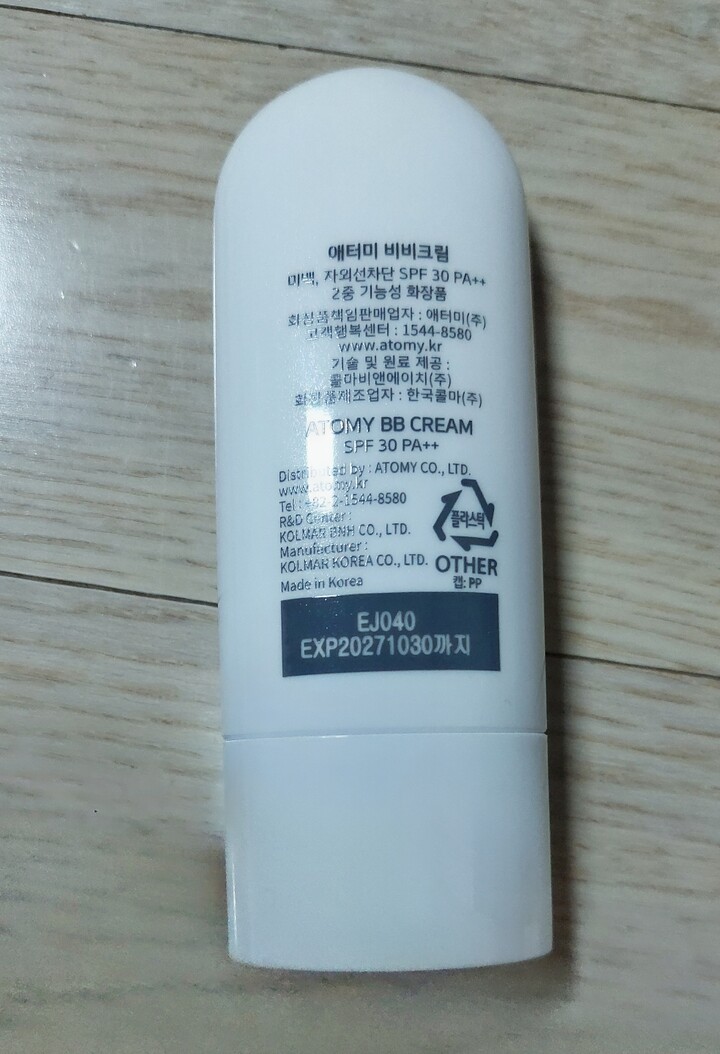 애터미 비비크림
미백, 자외선차단 SPF 30 PA++
2중 기능성 화장품
화장품책임판매업자 : 애터미(주)
고객행복센터 : 1544-8580
www.atomy.kr
기술 및 원료 제공 :
콜마비앤에이치(주)
화장품제조업자 : 한국콜마(주)
ATOMY BB CREAM
SPF 30 PA++
Distributed by : ATOMY CO., LTD.
www.atomy.kr
Tel : +82-2-1544-8580
R&D Center :
KOLMAR BNH CO., LTD.
Manufacturer :
KOLMAR KOREA CO., LTD.
Made in Korea
플라스틱
OTHER
캡: PP
EJ040
EXP20271030까지